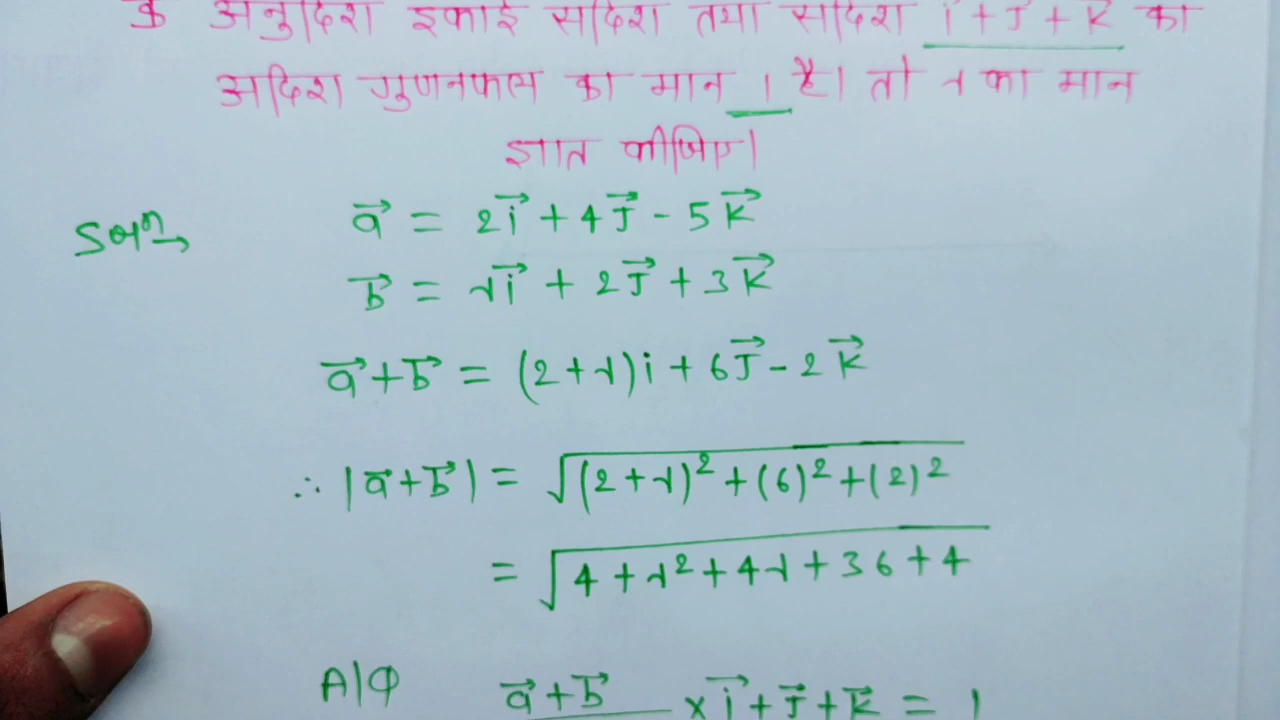 के अनुदिश इकाई सदिश तथा सदिश i + J + K का
अदिश गुणनफल का मान 1 है। तो λ का मान
ज्ञात कीजिए।
Solⁿ→ a⃗ = 2i⃗ + 4J⃗ - 5K⃗
b⃗ = λi⃗ + 2J⃗ + 3K⃗
a⃗+b⃗ = (2+λ)i + 6J⃗ - 2K⃗
∴ |a⃗+b⃗| = √(2+λ)² + (6)² + (2)²
= √4 + λ² + 4λ + 36 + 4
A/Q a⃗+b⃗ × i⃗+J⃗+K⃗ = 1